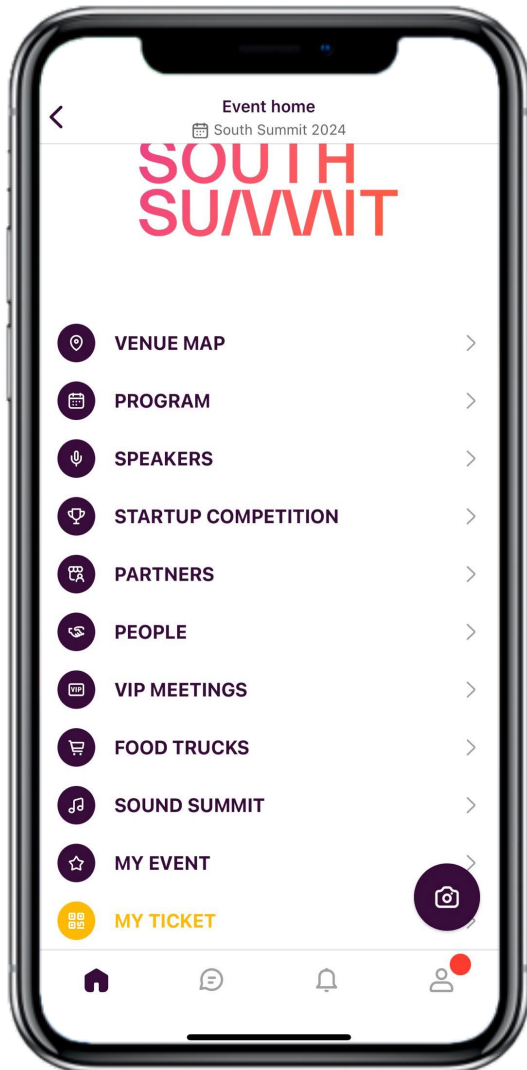 Event home
South Summit 2024
SOUTH
SUMMIT
VENUE MAP
PROGRAM
SPEAKERS
STARTUP COMPETITION
PARTNERS
PEOPLE
VIP
VIP MEETINGS
FOOD TRUCKS
SOUND SUMMIT
MY EVENT
MY TICKET